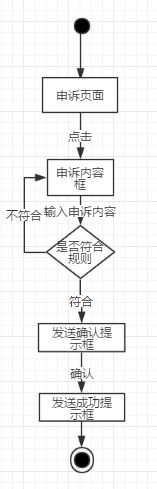 申诉页面
点击
申诉内容
框
不符合
输入申诉内容
是否符合
规则
符合
发送确认提
示框
确认
发送成功提
示框